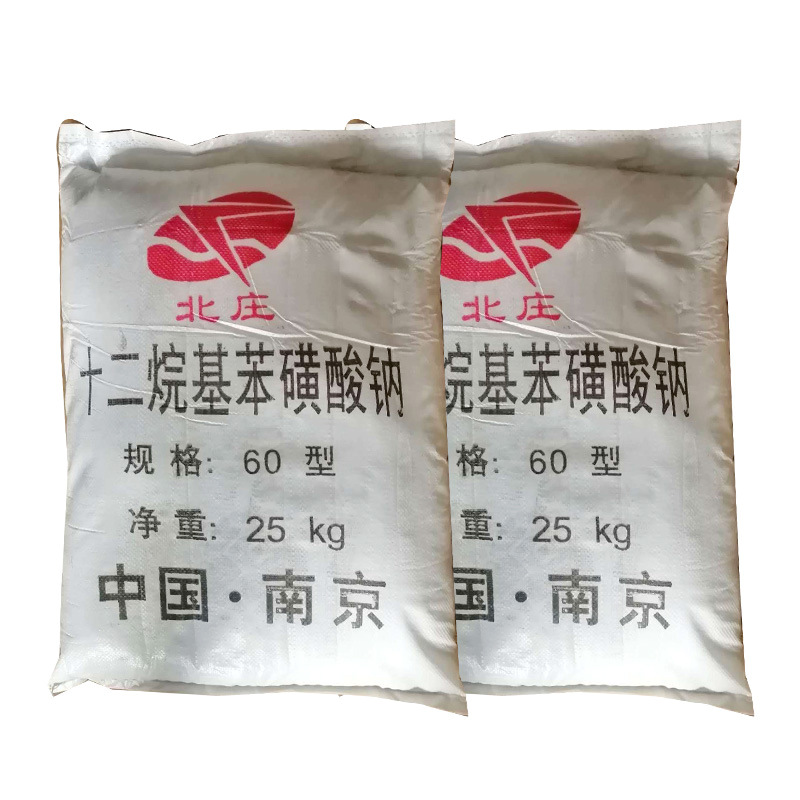 北庄
十二烷基苯磺酸钠
规格: 60 型
净重: 25 kg
中国·南京
北庄
烷基苯磺酸钠
格: 60 型
重: 25 kg
国·南京